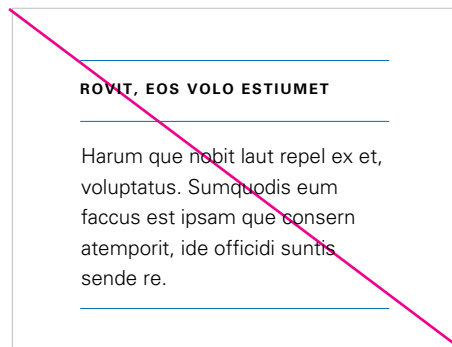 ROVIT, EOS VOLO ESTIUMET
Harum que nobit laut repel ex et,
voluptatus. Sumquodis eum
faccus est ipsam que consern
atemporit, ide officidi suntis
sende re.